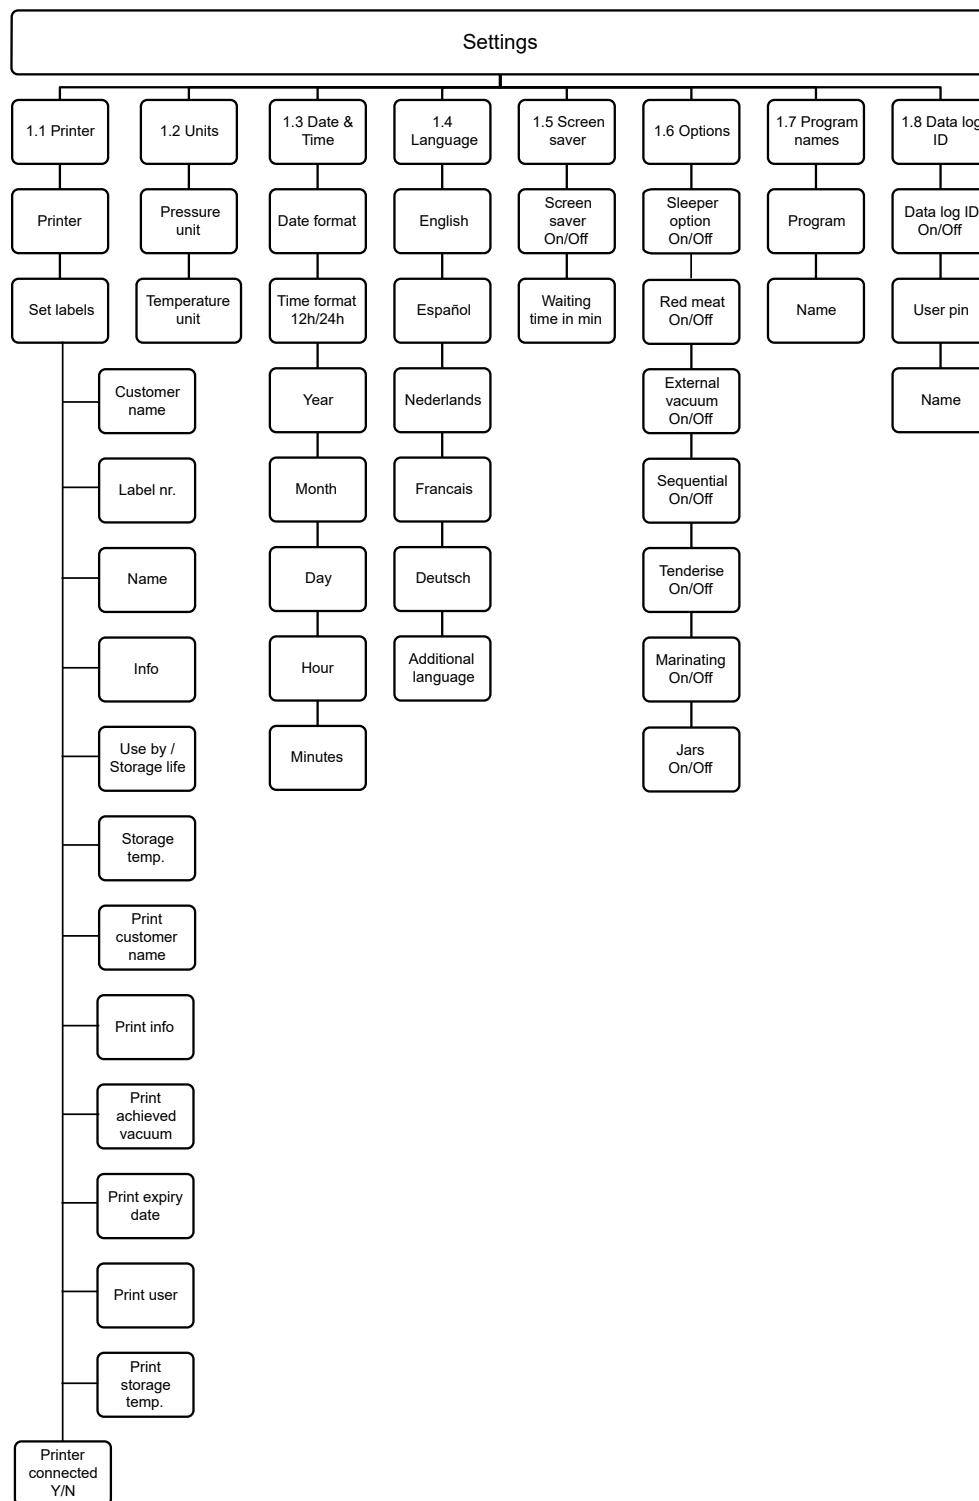 Settings
1.1 Printer
1.2 Units
1.3 Date &
Time
1.4
Language
1.5 Screen
saver
1.6 Options
1.7 Program
names
1.8 Data log
ID
Printer
Pressure
unit
Date format
English
Screen
saver
On/Off
Sleeper
option
On/Off
Program
Data log ID
On/Off
Set labels
Temperature
unit
Time format
12h/24h
Español
Waiting
time in min
Red meat
On/Off
Name
User pin
Customer
name
Year
Nederlands
External
vacuum
On/Off
Name
Label nr.
Month
Francais
Sequential
On/Off
Name
Day
Deutsch
Tenderise
On/Off
Info
Hour
Additional
language
Marinating
On/Off
Use by /
Storage life
Minutes
Jars
On/Off
Storage
temp.
Print
customer
name
Print info
Print
achieved
vacuum
Print expiry
date
Print user
Print
storage
temp.
Printer
connected
Y/N